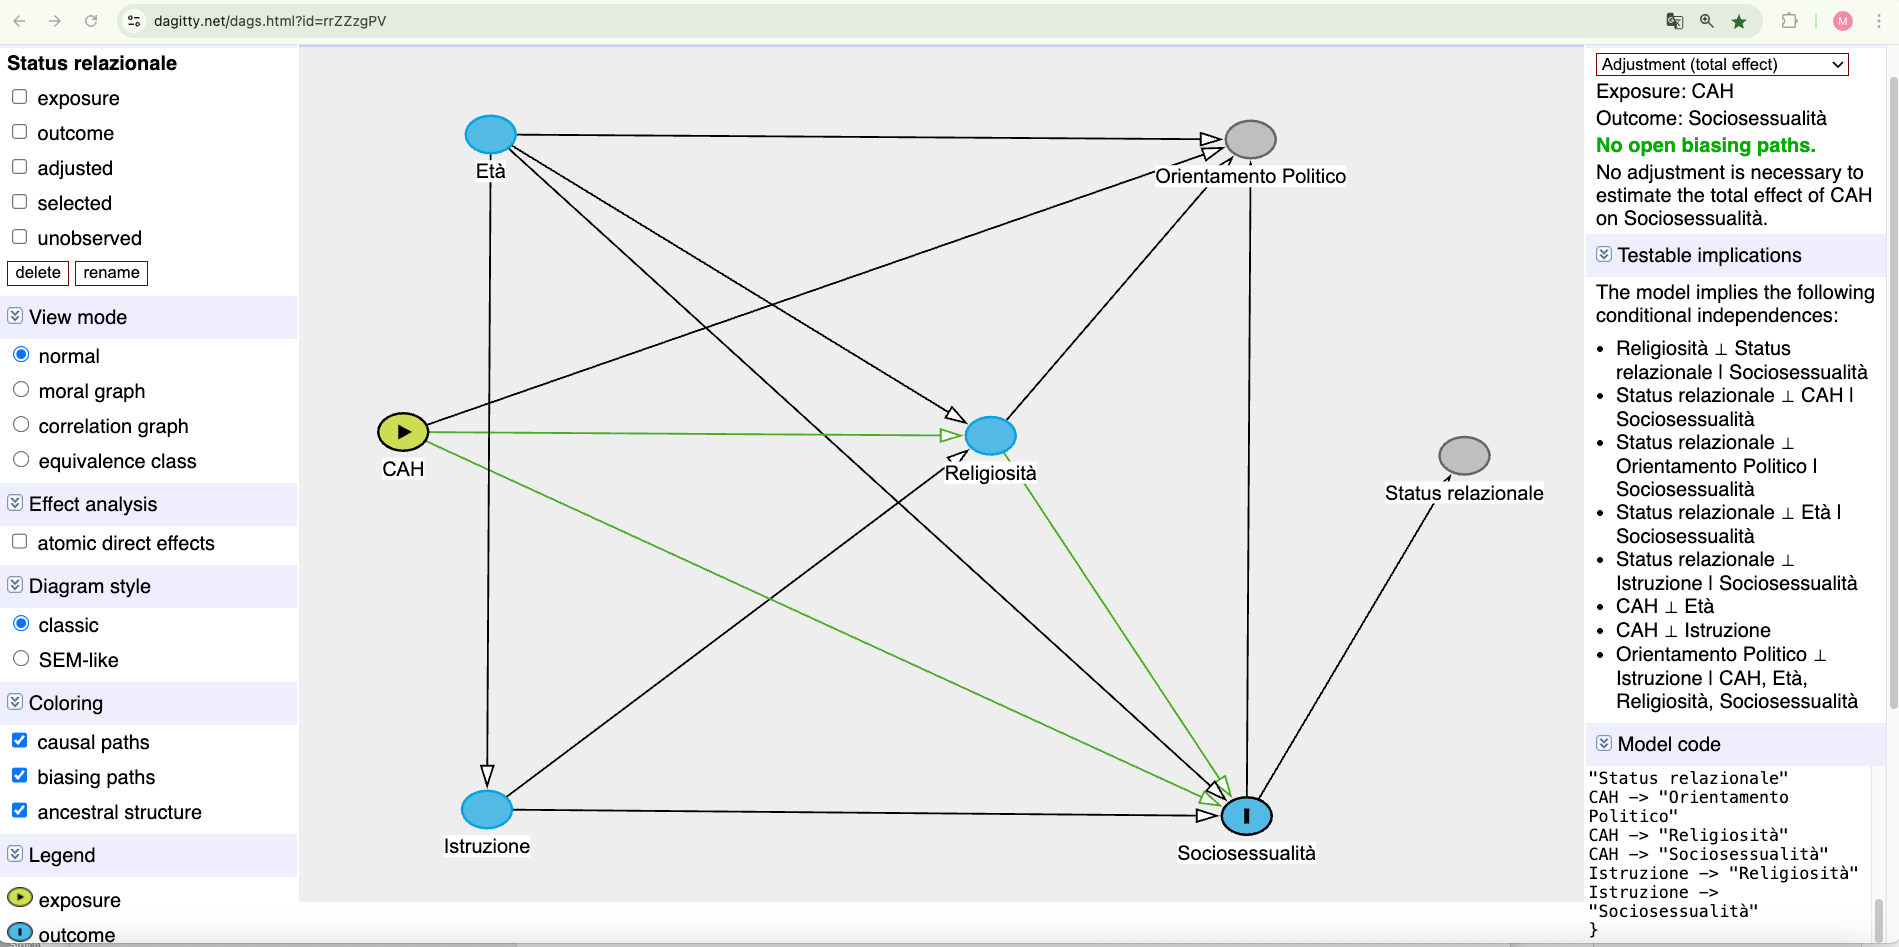 dagitty.net/dags.html?id=rrZZzgPV
M
Status relazionale
exposure
outcome
adjusted
selected
unobserved
delete rename
View mode
normal
moral graph
correlation graph
equivalence class
Effect analysis
atomic direct effects
Diagram style
classic
SEM-like
Coloring
causal paths
biasing paths
ancestral structure
Legend
exposure
outcome
Età
Orientamento Politico
CAH
Religiosità
Status relazionale
Istruzione
Sociosessualità
Adjustment (total effect)
Exposure: CAH
Outcome: Sociosessualità
No open biasing paths.
No adjustment is necessary to
estimate the total effect of CAH
on Sociosessualità.
Testable implications
The model implies the following
conditional independences:
• Religiosità ⊥ Status
relazionale | Sociosessualità
• Status relazionale ⊥ CAH |
Sociosessualità
• Status relazionale ⊥
Orientamento Politico |
Sociosessualità
• Status relazionale ⊥ Età |
Sociosessualità
• Status relazionale ⊥
Istruzione | Sociosessualità
• CAH ⊥ Età
• CAH ⊥ Istruzione
• Orientamento Politico ⊥
Istruzione | CAH, Età,
Religiosità, Sociosessualità
Model code
"Status relazionale"
CAH -> "Orientamento
Politico"
CAH -> "Religiosità"
CAH -> "Sociosessualità"
Istruzione -> "Religiosità"
Istruzione ->
"Sociosessualità"
}